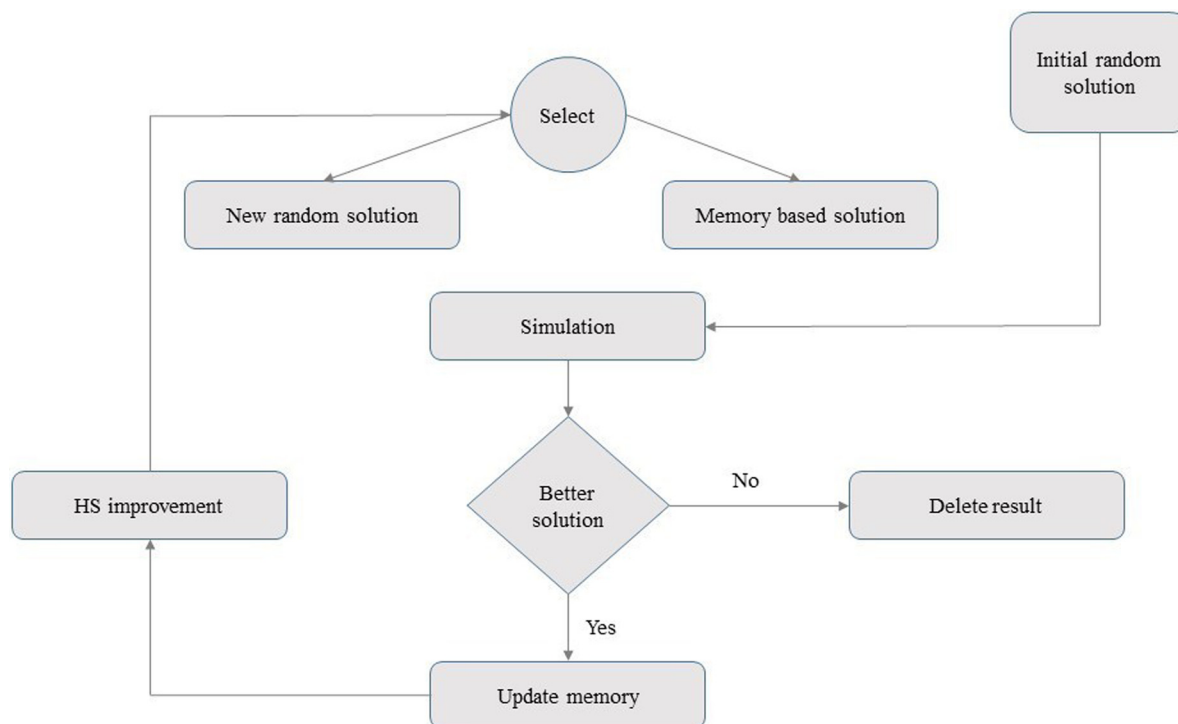 Initial random
solution
Select
New random solution
Memory based solution
Simulation
Better
solution
No
Delete result
HS improvement
Yes
Update memory